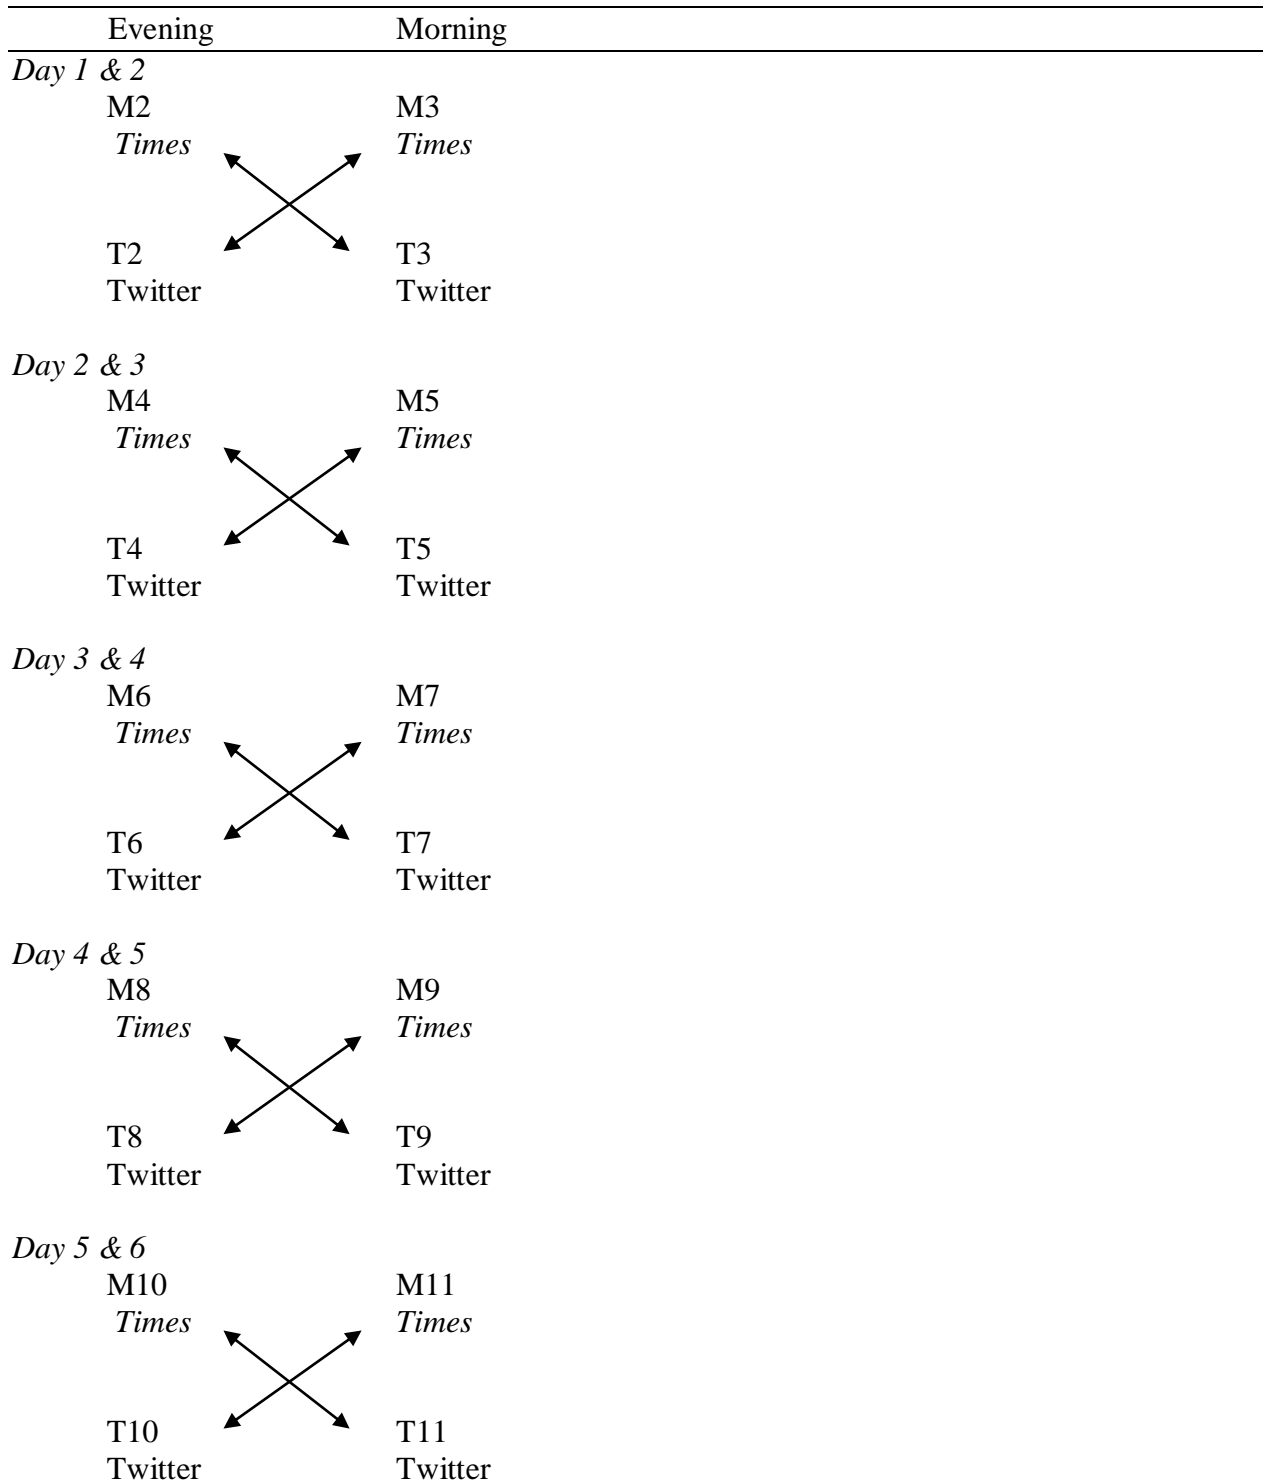 Evening Morning
Day 1 & 2
M2 M3
Times Times
T2 T3
Twitter Twitter
Day 2 & 3
M4 M5
Times Times
T4 T5
Twitter Twitter
Day 3 & 4
M6 M7
Times Times
T6 T7
Twitter Twitter
Day 4 & 5
M8 M9
Times Times
T8 T9
Twitter Twitter
Day 5 & 6
M10 M11
Times Times
T10 T11
Twitter Twitter